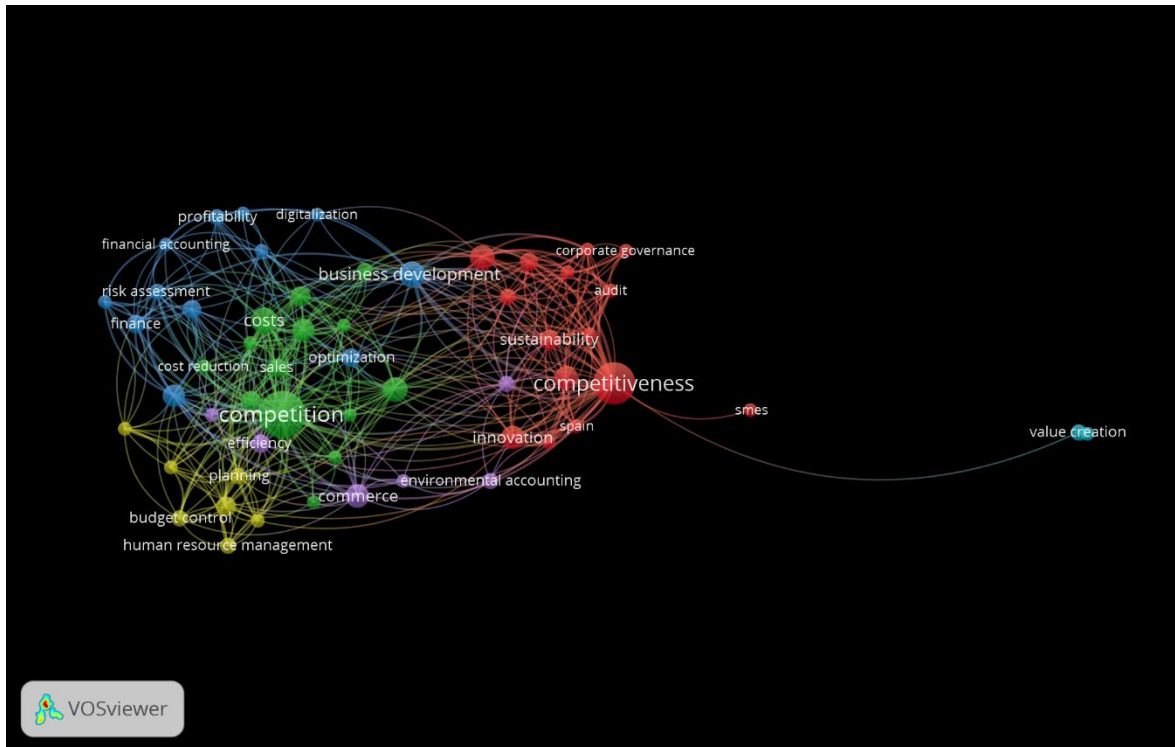 profitability
digitalization
financial accounting
corporate governance
business development
risk assessment
audit
finance
costs
sustainability
optimization
cost reduction
sales
competitiveness
competition
smes
spain
value creation
efficiency
innovation
planning
environmental accounting
commerce
budget control
human resource management
VOSviewer